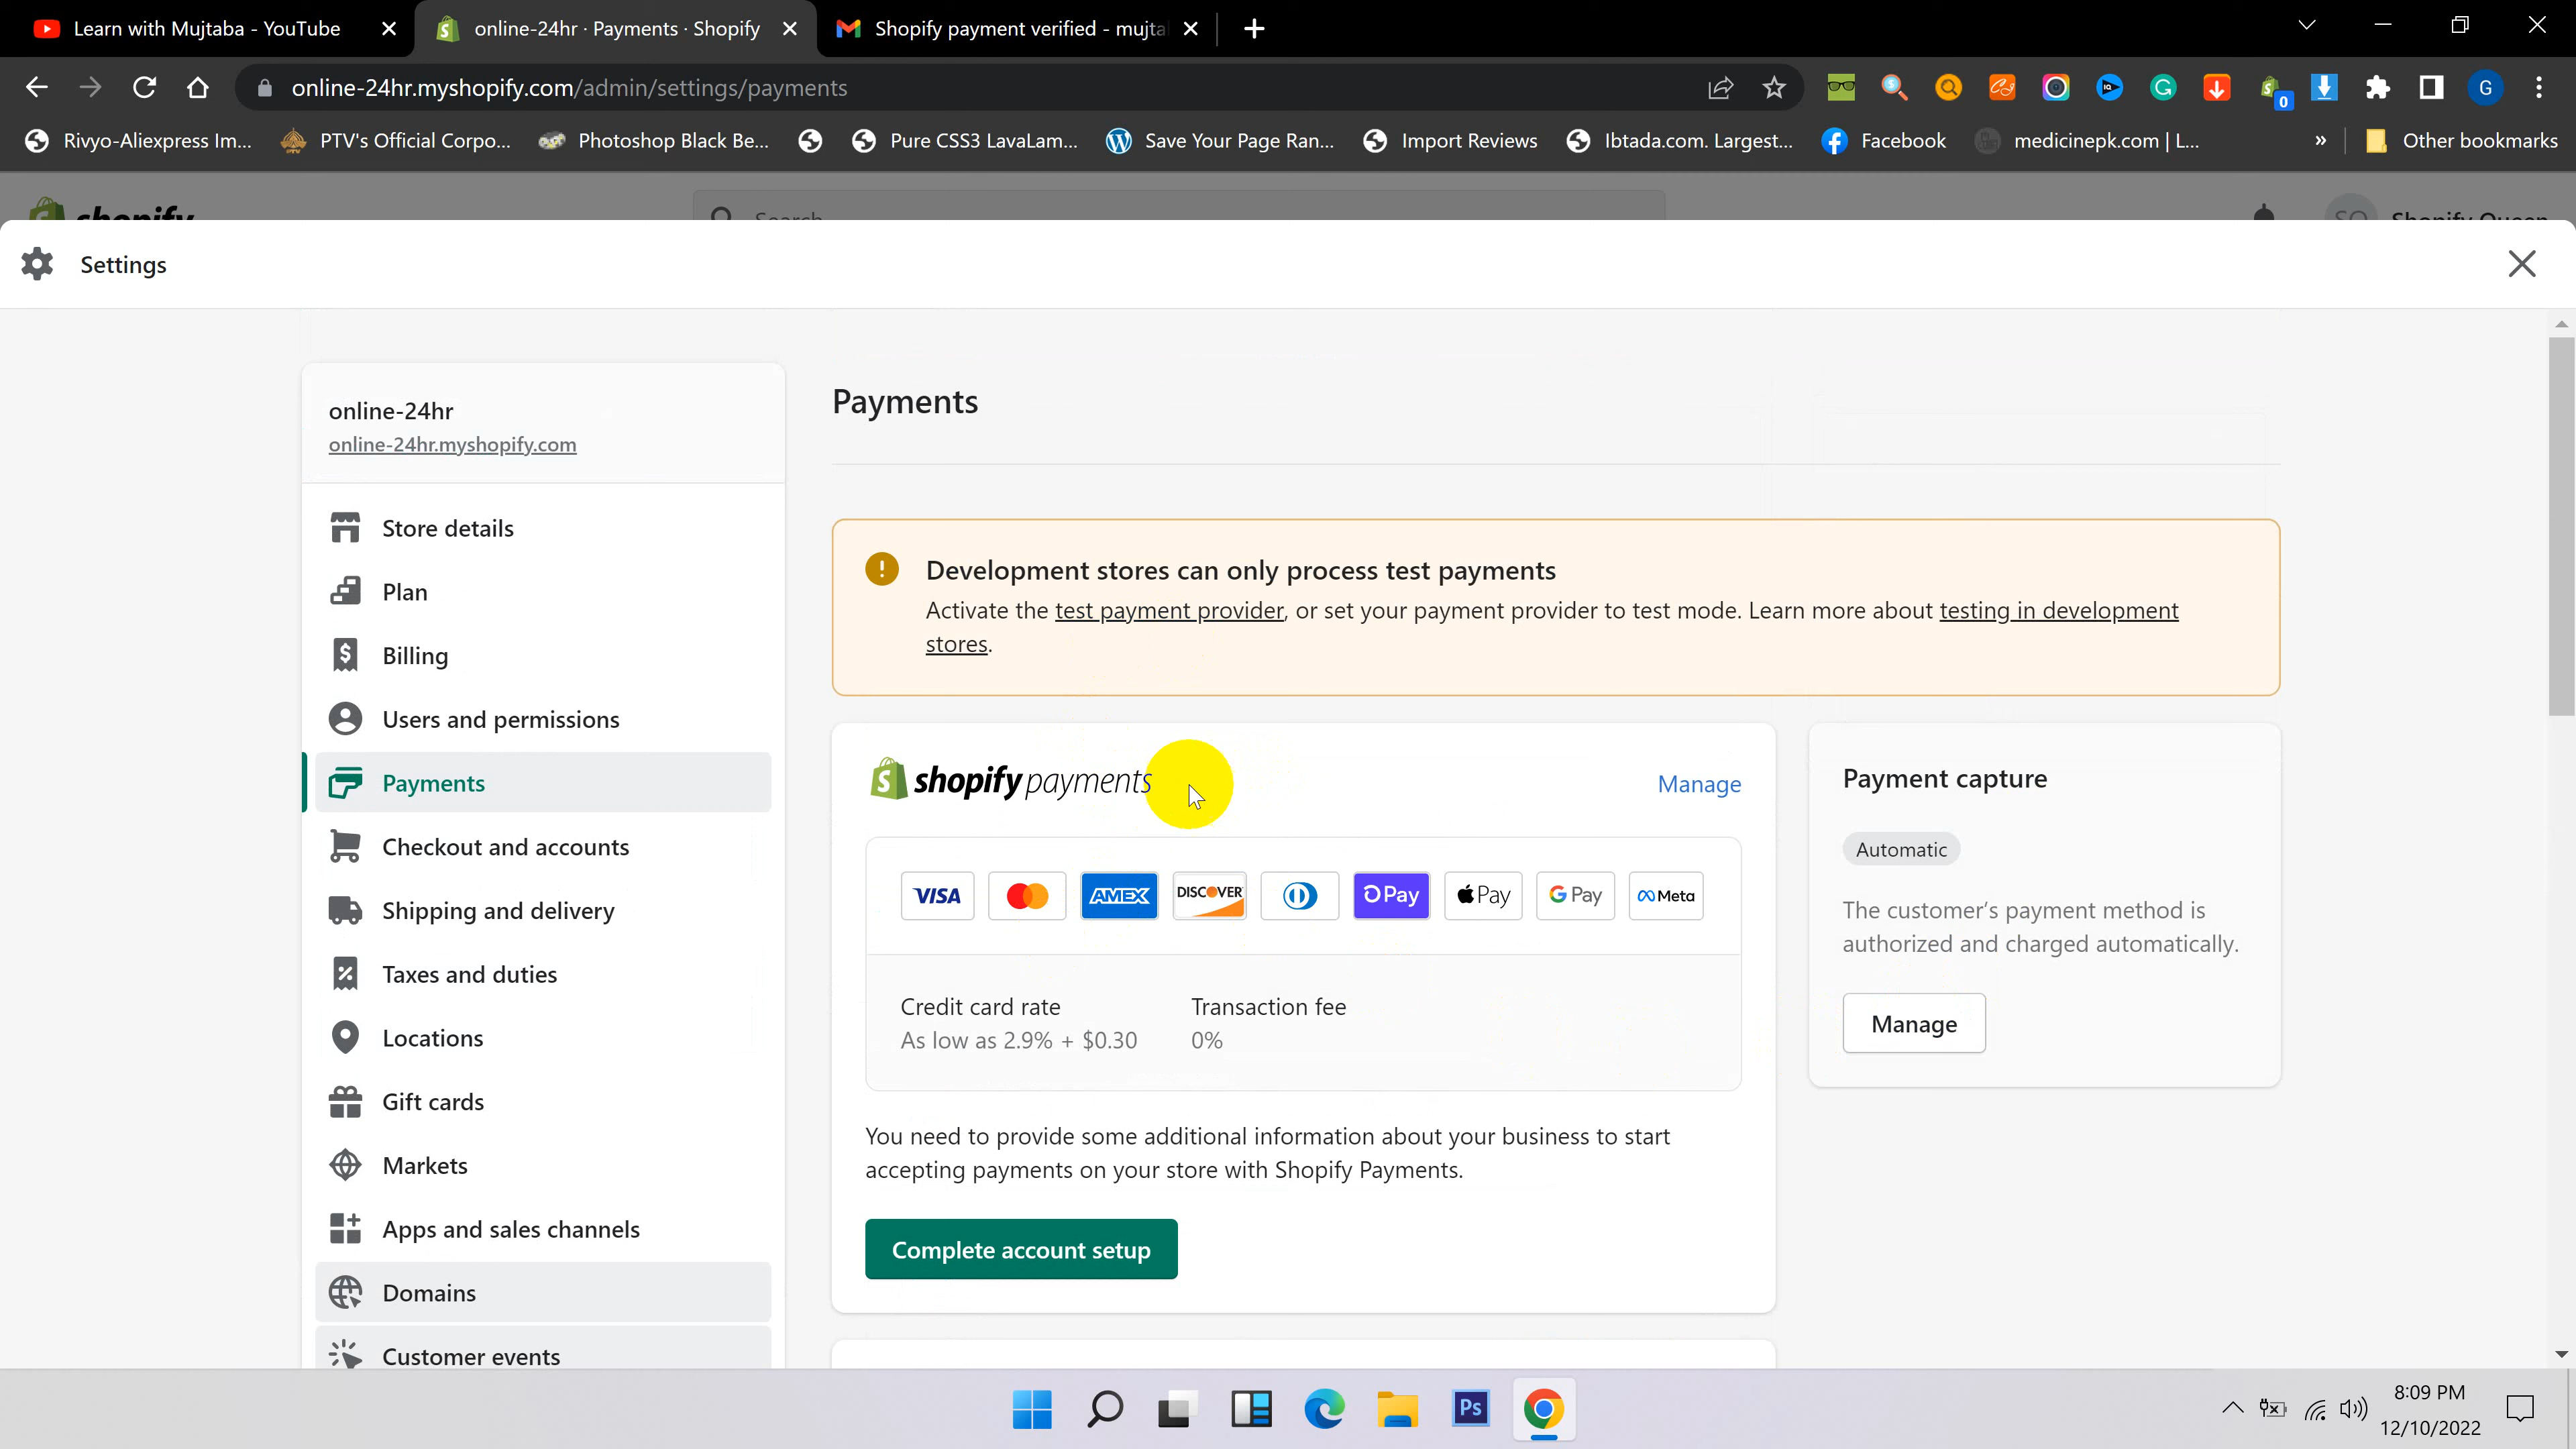 Learn with Mujtaba - YouTube
online-24hr · Payments · Shopify
Shopify payment verified - mujta
online-24hr.myshopify.com/admin/settings/payments
0
G
Rivyo-Aliexpress Im...
PTV's Official Corpo...
Photoshop Black Be...
Pure CSS3 LavaLam...
Save Your Page Ran...
Import Reviews
Ibtada.com. Largest...
Facebook
medicinepk.com | L...
»
Other bookmarks
shopify
Search
SQ
Shopify Queen
Settings
online-24hr
online-24hr.myshopify.com
Store details
Plan
Billing
Users and permissions
Payments
Checkout and accounts
Shipping and delivery
Taxes and duties
Locations
Gift cards
Markets
Apps and sales channels
Domains
Customer events
Payments
Development stores can only process test payments
Activate the test payment provider, or set your payment provider to test mode. Learn more about testing in development
stores.
shopify payments
Manage
VISA
AMEX
DISCOVER
Pay
Pay
G Pay
Meta
Credit card rate
As low as 2.9% + $0.30
Transaction fee
0%
You need to provide some additional information about your business to start
accepting payments on your store with Shopify Payments.
Complete account setup
Payment capture
Automatic
The customer's payment method is
authorized and charged automatically.
Manage
Ps
8:09 PM
12/10/2022